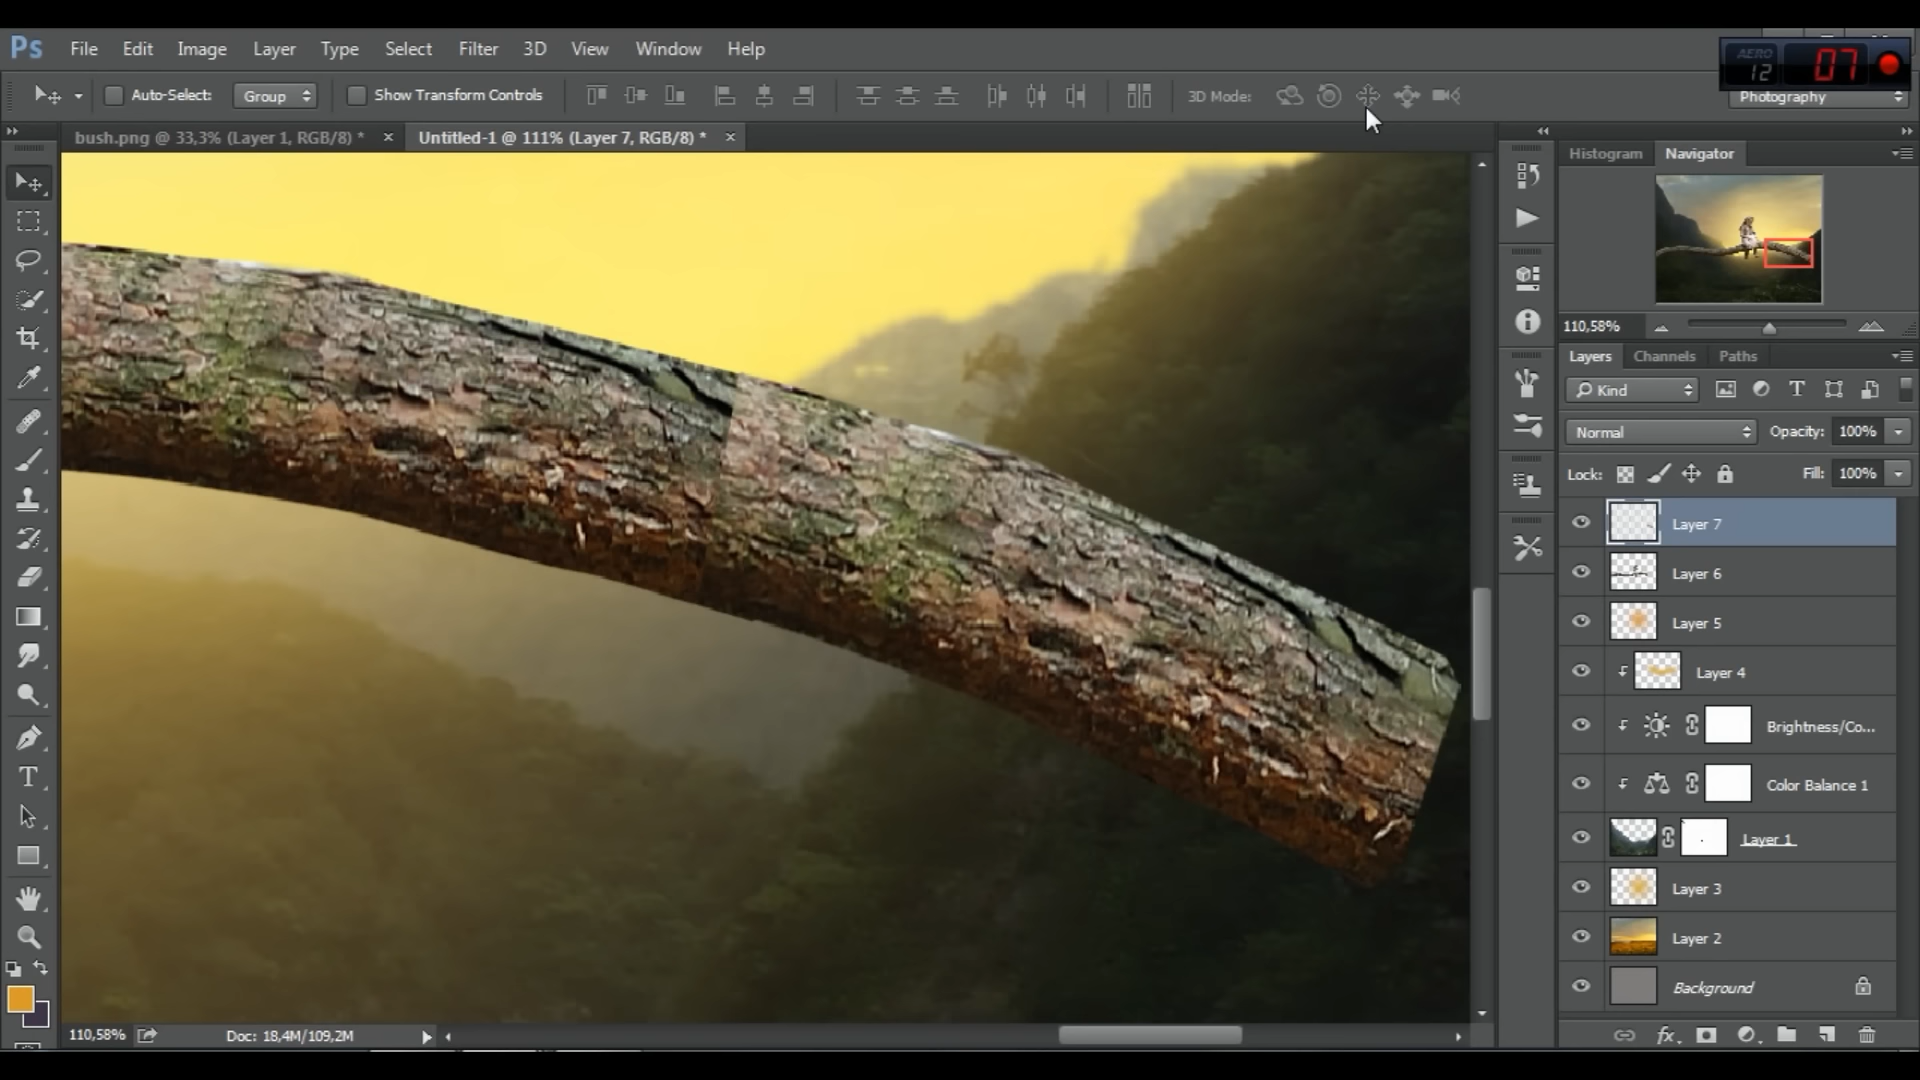 Ps File Edit Image Layer Type Select Filter 3D View Window Help
AERO 12 07
Auto-Select: Group Show Transform Controls 3D Mode: Photography
bush.png @ 33,3% (Layer 1, RGB/8) * × Untitled-1 @ 111% (Layer 7, RGB/8) * ×
Histogram Navigator
110,58%
Layers Channels Paths
Kind
Normal Opacity: 100%
Lock: Fill: 100%
Layer 7
Layer 6
Layer 5
Layer 4
Brightness/Co...
Color Balance 1
Layer 1
Layer 3
Layer 2
Background
110,58% Doc: 18,4M/109,2M